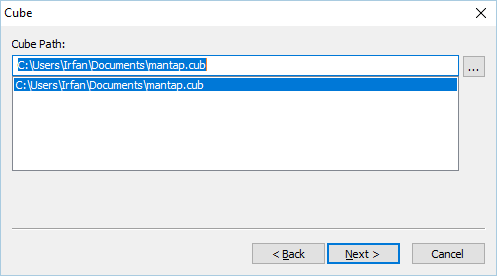 Cube
Cube Path:
C:\Users\Irfan\Documents\mantap.cub
...
C:\Users\Irfan\Documents\mantap.cub
< Back
Next >
Cancel